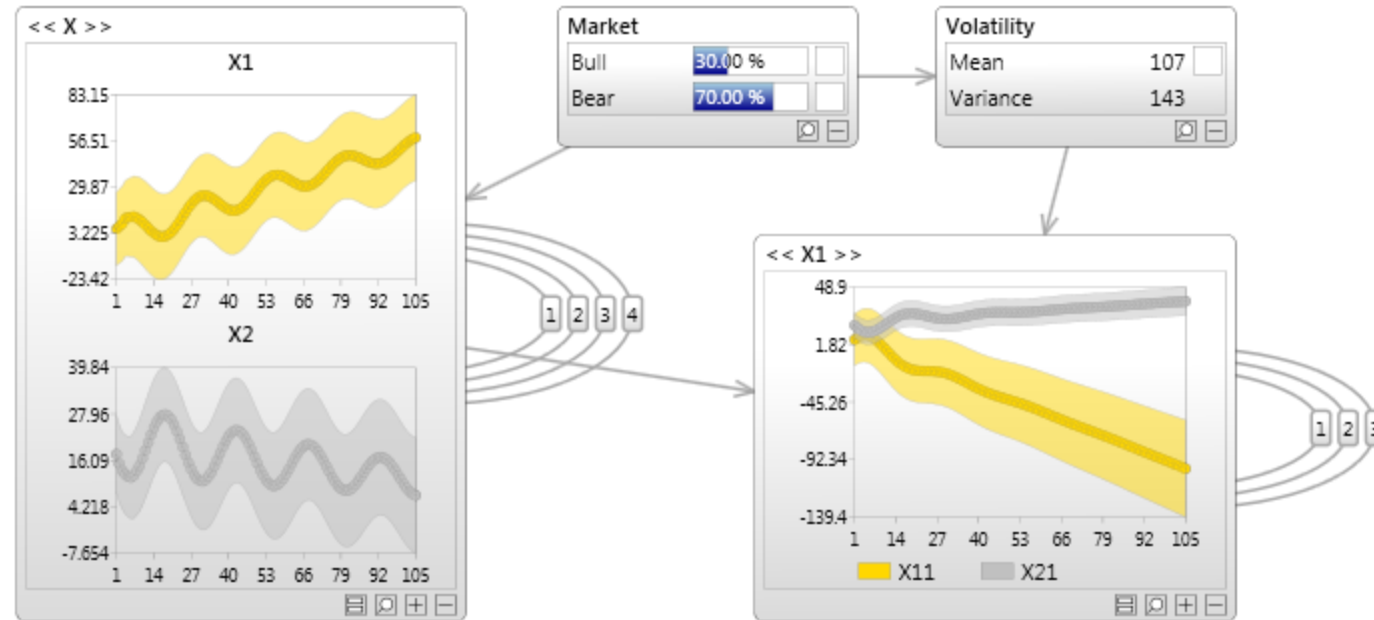 << X >>
X1
83.15
56.51
29.87
3.225
-23.42
1 14 27 40 53 66 79 92 105
X2
39.84
27.96
16.09
4.218
-7.654
1 14 27 40 53 66 79 92 105
1 2 3 4
Market
Bull 30.00 %
Bear 70.00 %
Volatility
Mean 107
Variance 143
<< X1 >>
48.9
1.82
-45.26
-92.34
-139.4
1 14 27 40 53 66 79 92 105
X11 X21
1 2 3